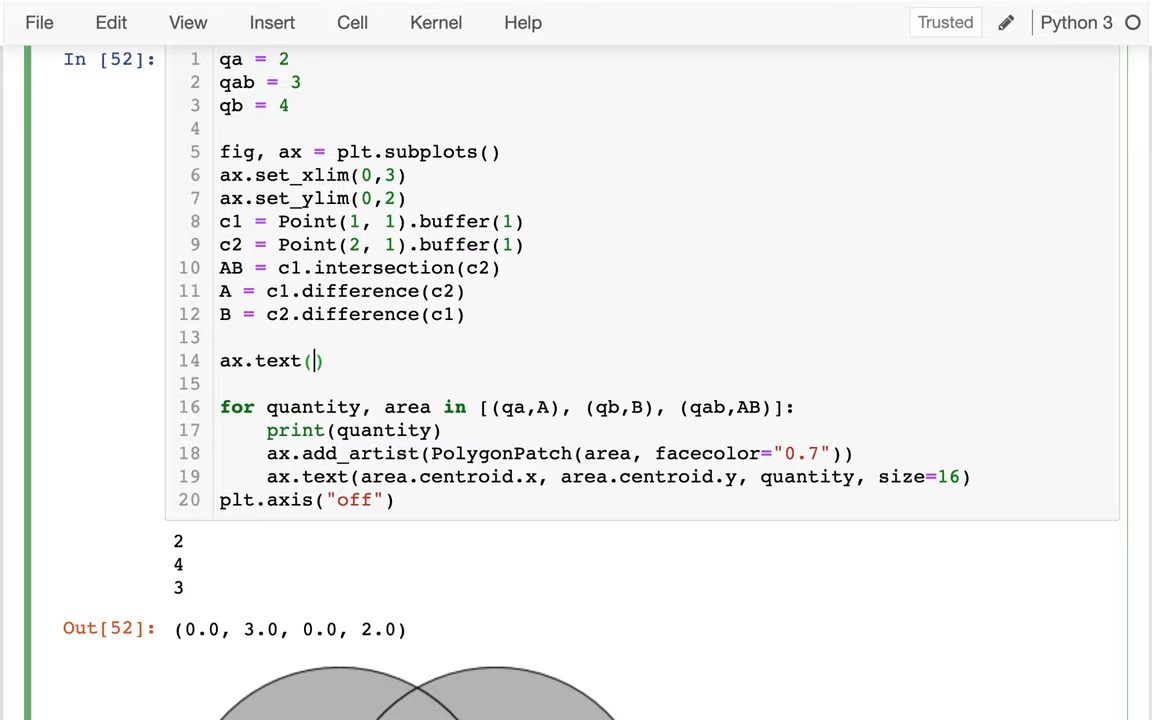 File Edit View Insert Cell Kernel Help Trusted Python 3
In [52]:
1 qa = 2
2 qab = 3
3 qb = 4
4
5 fig, ax = plt.subplots()
6 ax.set_xlim(0,3)
7 ax.set_ylim(0,2)
8 c1 = Point(1, 1).buffer(1)
9 c2 = Point(2, 1).buffer(1)
10 AB = c1.intersection(c2)
11 A = c1.difference(c2)
12 B = c2.difference(c1)
13
14 ax.text()
15
16 for quantity, area in [(qa,A), (qb,B), (qab,AB)]:
17     print(quantity)
18     ax.add_artist(PolygonPatch(area, facecolor="0.7"))
19     ax.text(area.centroid.x, area.centroid.y, quantity, size=16)
20 plt.axis("off")
2
4
3
Out[52]: (0.0, 3.0, 0.0, 2.0)